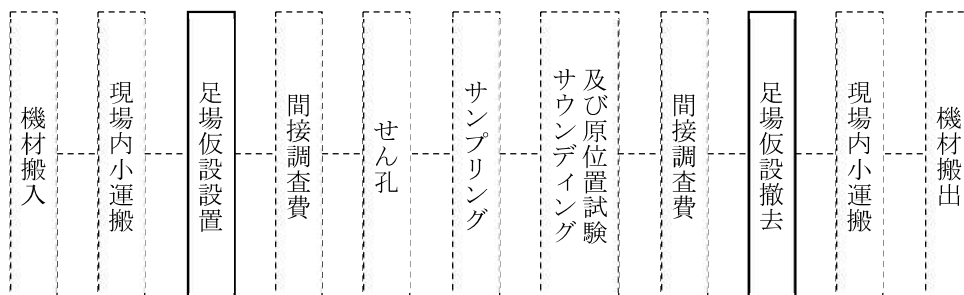 機材搬入
現場内小運搬
足場仮設設置
間接調査費
せん孔
サンプリング
サウンディング
及び原位置試験
間接調査費
足場仮設撤去
現場内小運搬
機材搬出